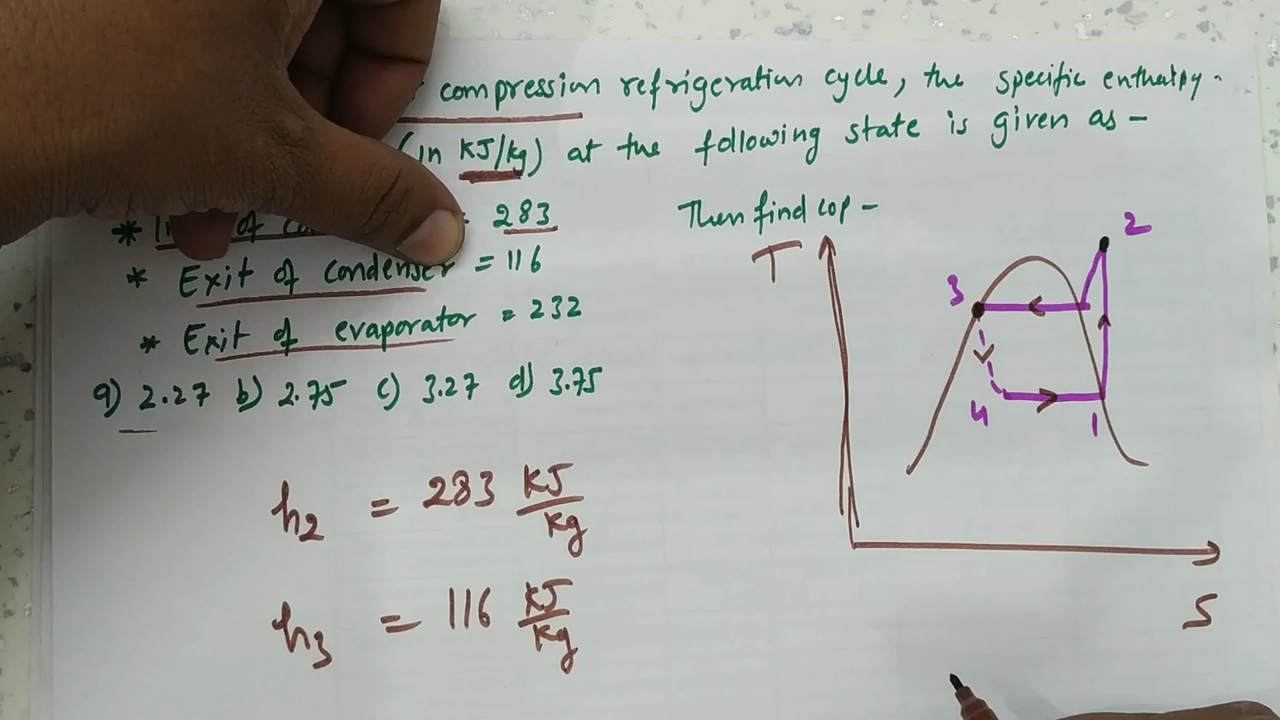 compression refrigeration cycle, the specific enthalpy.
(in KJ/kg) at the following state is given as -
* of = 283
* Exit of condenser = 116
* Exit of evaporator = 232
a) 2.27 b) 2.75 c) 3.27 d) 3.75
Then find cop -
T
2
3
4
1
S
h2 = 283 KJ/kg
h3 = 116 KJ/kg